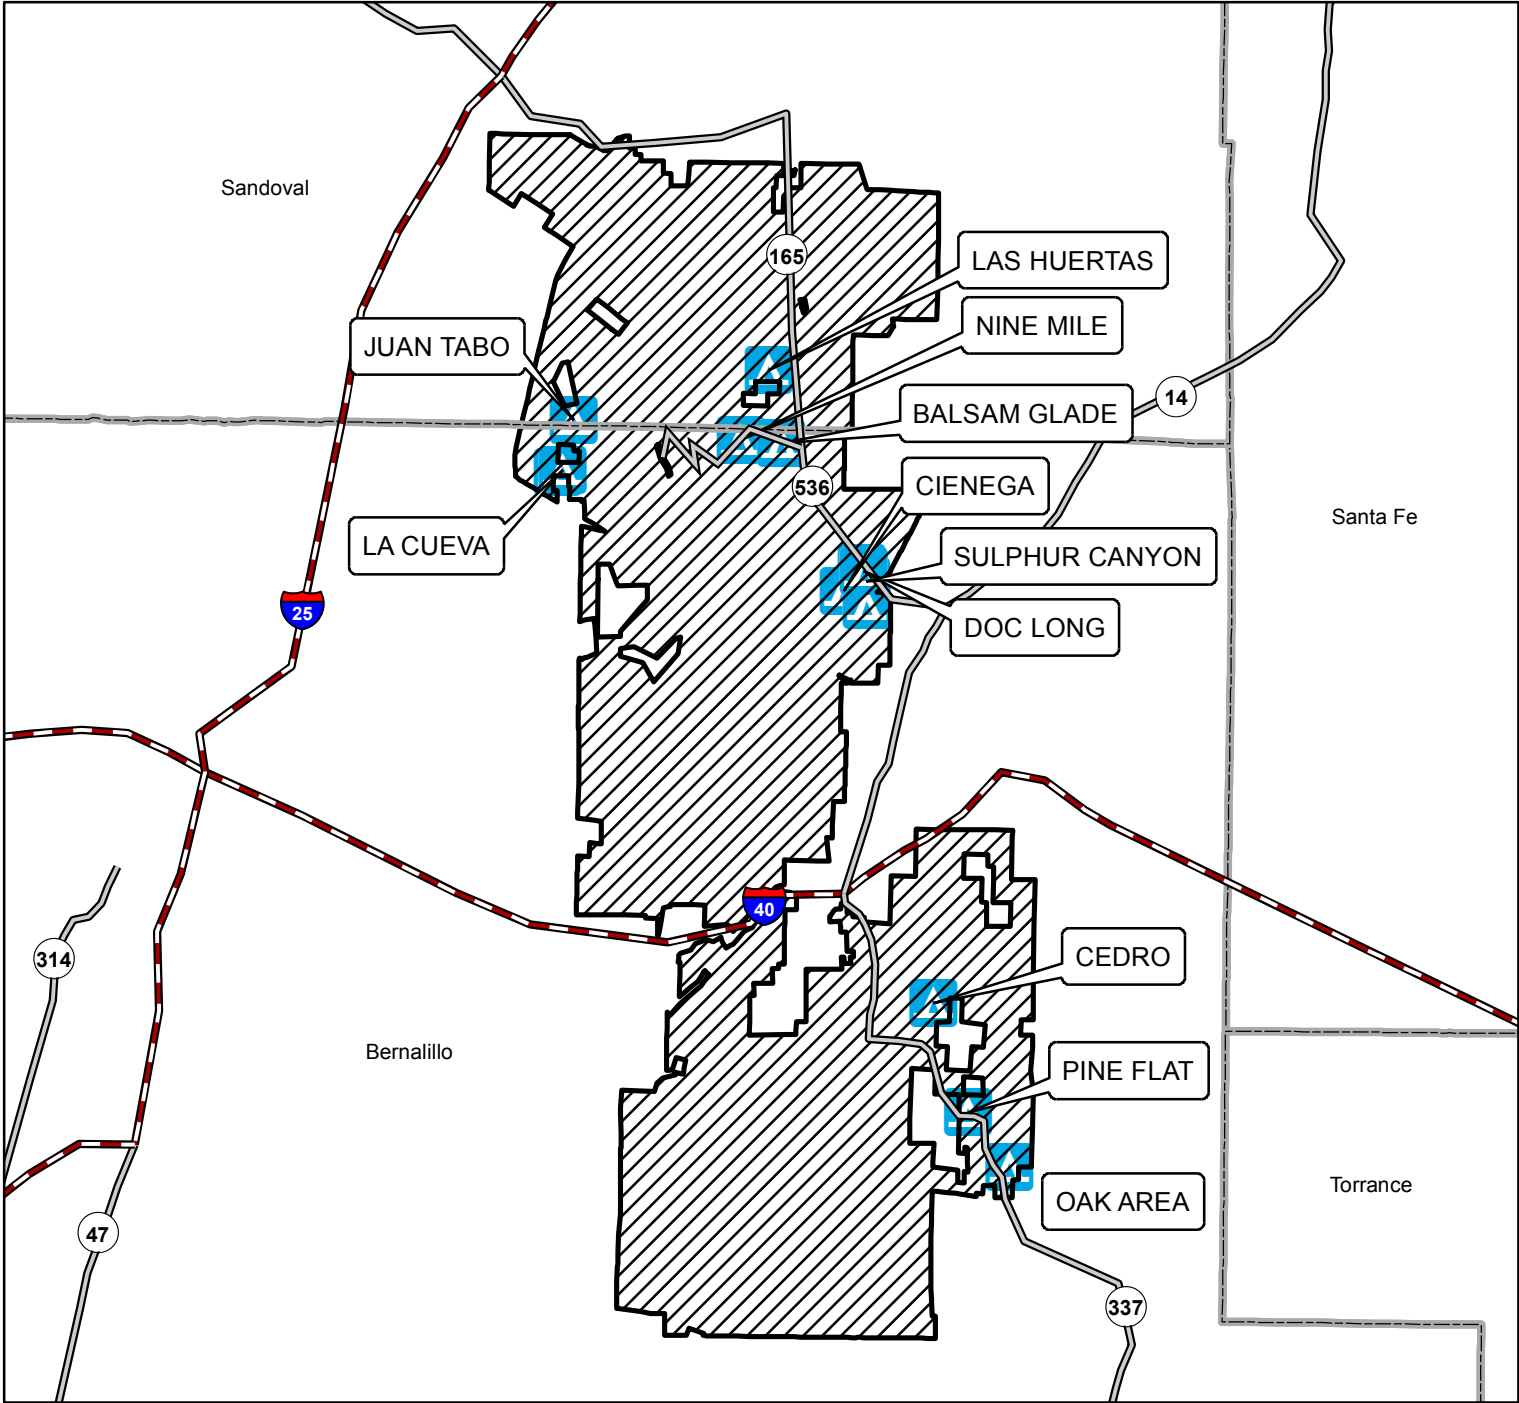 Sandoval
165
LAS HUERTAS
NINE MILE
JUAN TABO
14
BALSAM GLADE
536
CIENEGA
Santa Fe
LA CUEVA
SULPHUR CANYON
25
DOC LONG
40
314
CEDRO
Bernalillo
PINE FLAT
Torrance
OAK AREA
47
337